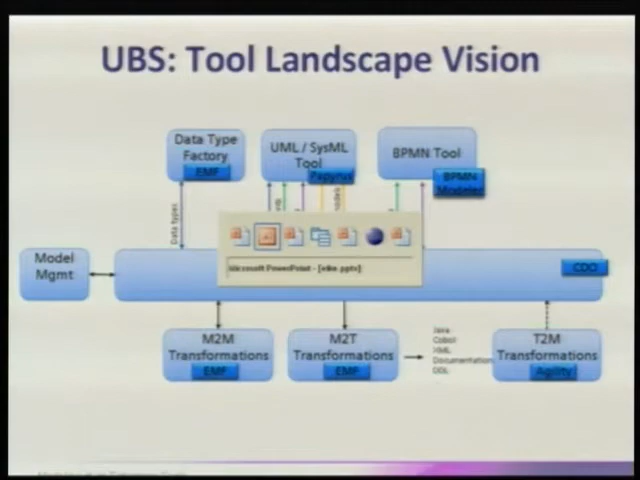 UBS: Tool Landscape Vision
Data Type
Factory
EMF
UML / SysML
Tool
Papyrus
BPMN Tool
BPMN
Modeler
Data types
Model
Mgmt
Microsoft PowerPoint - [elke.pptx]
CDO
M2M
Transformations
EMF
M2T
Transformations
EMF
Java
Cobol
XML
Documentation
DDL
T2M
Transformations
Agility